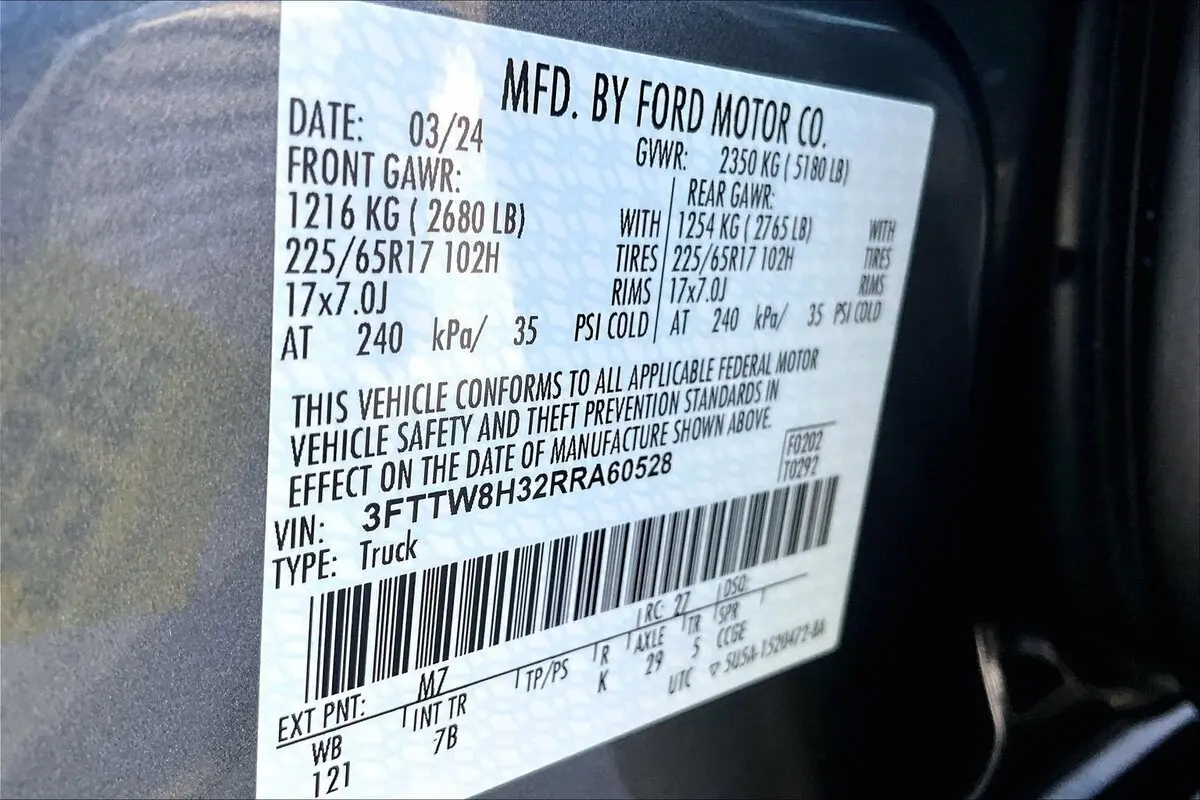 MFD. BY FORD MOTOR CO.
DATE: 03/24 GVWR: 2350 KG ( 5180 LB)
FRONT GAWR: REAR GAWR:
1216 KG ( 2680 LB) WITH 1254 KG ( 2765 LB) WITH
225/65R17 102H TIRES 225/65R17 102H TIRES
17x7.0J RIMS 17x7.0J RIMS
AT 240 kPa/ 35 PSI COLD AT 240 kPa/ 35 PSI COLD
THIS VEHICLE CONFORMS TO ALL APPLICABLE FEDERAL MOTOR
VEHICLE SAFETY AND THEFT PREVENTION STANDARDS IN
EFFECT ON THE DATE OF MANUFACTURE SHOWN ABOVE.
F0202
T0292
VIN: 3FTTW8H32RRA60528
TYPE: Truck
EXT PNT: M7 RC: 27 DSO:
WB INT TR TP/PS R AXLE TR SPR
121 7B K 29 5 CCGE
UTC ▽ 5U5A-1520472-BA